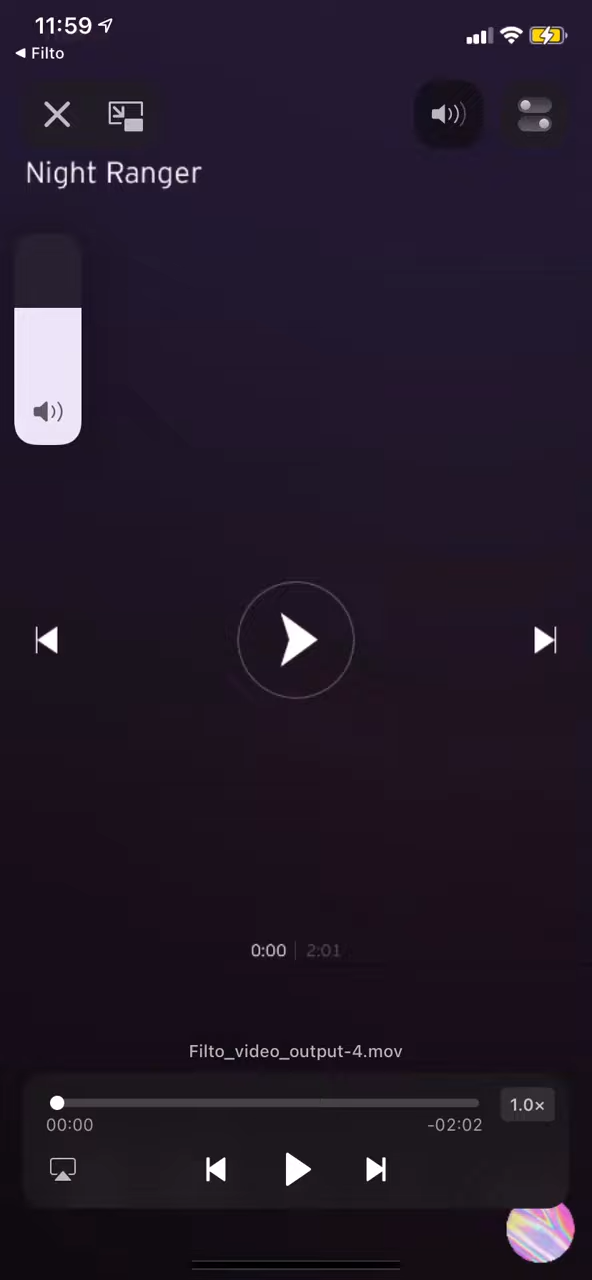 11:59
◀ Filto
Night Ranger
0:00 | 2:01
Filto_video_output-4.mov
1.0×
00:00
-02:02